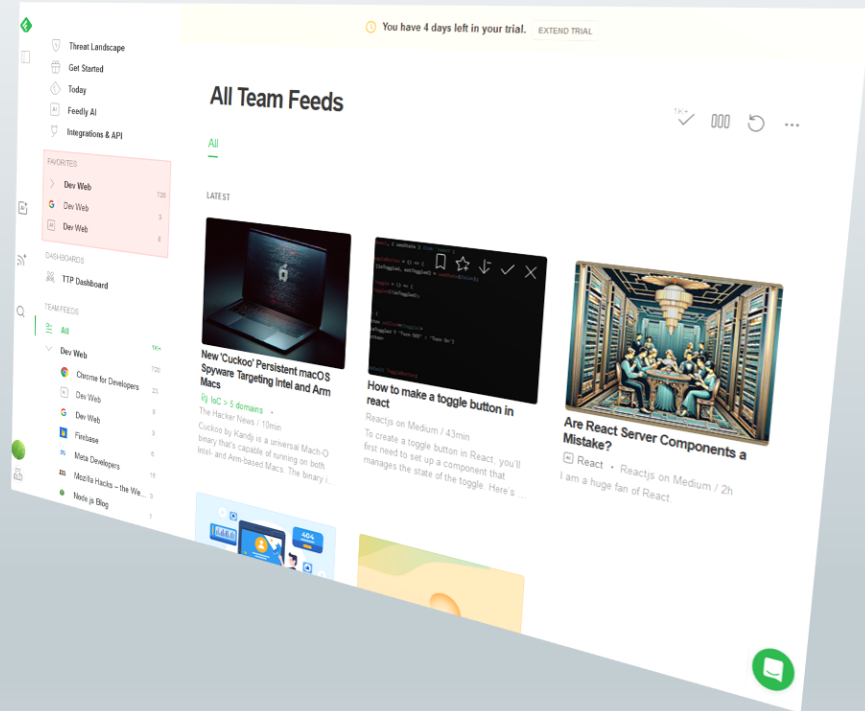 You have 4 days left in your trial. EXTEND TRIAL
Threat Landscape
Get Started
Today
AI Feedly AI
Integrations & API
FAVORITES
Dev Web 720
Dev Web 3
AI Dev Web 6
DASHBOARDS
TTP Dashboard
TEAM FEEDS
All 1K+
Dev Web 720
Chrome for Developers 23
Dev Web
Dev Web 3
Firebase
Meta Developers
Mozilla Hacks – the We...
Node.js Blog
All Team Feeds
1K+
All
LATEST
New 'Cuckoo' Persistent macOS
Spyware Targeting Intel and Arm
Macs
IoC > 5 domains •
The Hacker News / 10min
Cuckoo by Kandji is a universal Mach-O
binary that's capable of running on both
Intel- and Arm-based Macs. The binary i...
How to make a toggle button in
react
Reactjs on Medium / 43min
To create a toggle button in React, you'll
first need to set up a component that
manages the state of the toggle. Here's ...
Are React Server Components a
Mistake?
AI React • Reactjs on Medium / 2h
I am a huge fan of React
404